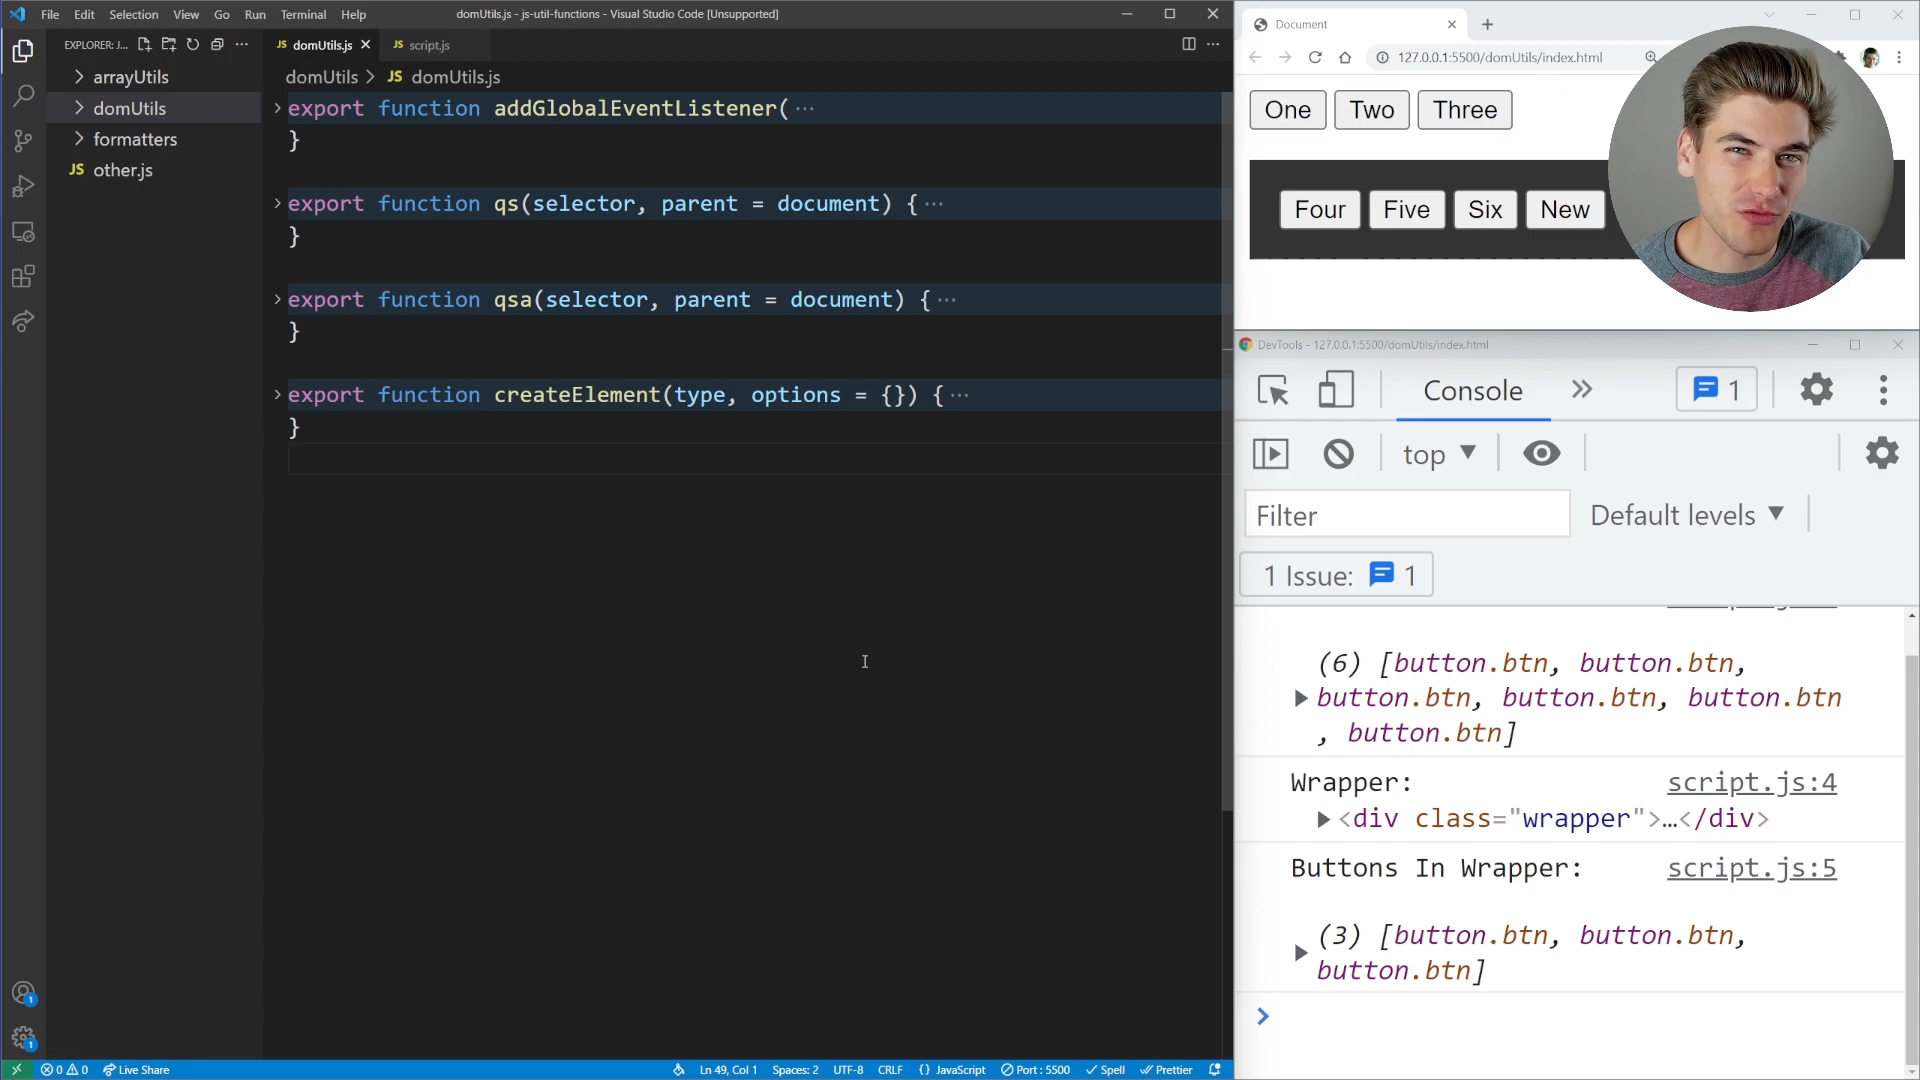 File Edit Selection View Go Run Terminal Help
domUtils.js - js-util-functions - Visual Studio Code [Unsupported]
EXPLORER: J...
arrayUtils
domUtils
formatters
JS other.js
JS domUtils.js
JS script.js
domUtils > JS domUtils.js
export function addGlobalEventListener( ···
}
export function qs(selector, parent = document) { ···
}
export function qsa(selector, parent = document) { ···
}
export function createElement(type, options = {}) { ···
}
1
1
0 0 Live Share
Ln 49, Col 1 Spaces: 2 UTF-8 CRLF {} JavaScript Port : 5500 Spell Prettier
Document
127.0.0.1:5500/domUtils/index.html
One Two Three
Four Five Six New
DevTools - 127.0.0.1:5500/domUtils/index.html
Console » 1
top
Filter Default levels
1 Issue: 1
(6) [button.btn, button.btn,
button.btn, button.btn, button.btn
, button.btn]
Wrapper: script.js:4
<div class="wrapper">…</div>
Buttons In Wrapper: script.js:5
(3) [button.btn, button.btn,
button.btn]